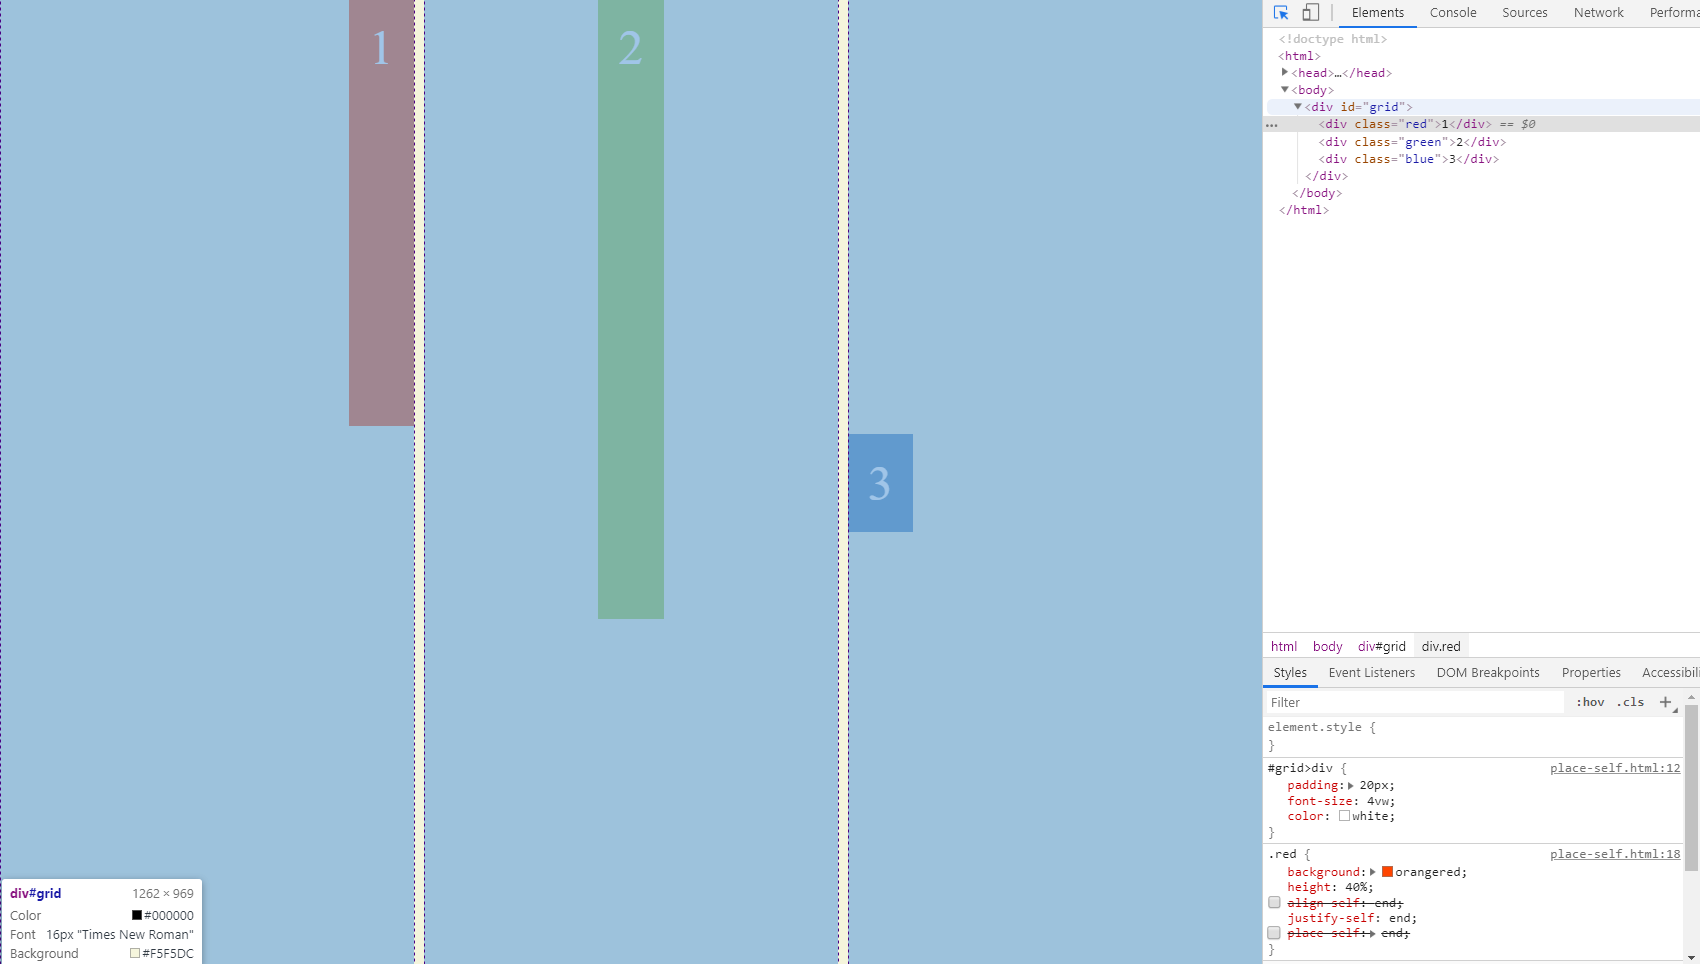 1
2
3
Elements Console Sources Network Performa
<!doctype html>
<html>
<head>…</head>
<body>
<div id="grid">
<div class="red">1</div> == $0
<div class="green">2</div>
<div class="blue">3</div>
</div>
</body>
</html>
html body div#grid div.red
Styles Event Listeners DOM Breakpoints Properties Accessibili
Filter :hov .cls +
element.style {
}
#grid>div { place-self.html:12
padding: 20px;
font-size: 4vw;
color: white;
}
.red { place-self.html:18
background: orangered;
height: 40%;
align-self: end;
justify-self: end;
place-self: end;
}
div#grid 1262 × 969
Color #000000
Font 16px "Times New Roman"
Background #F5F5DC